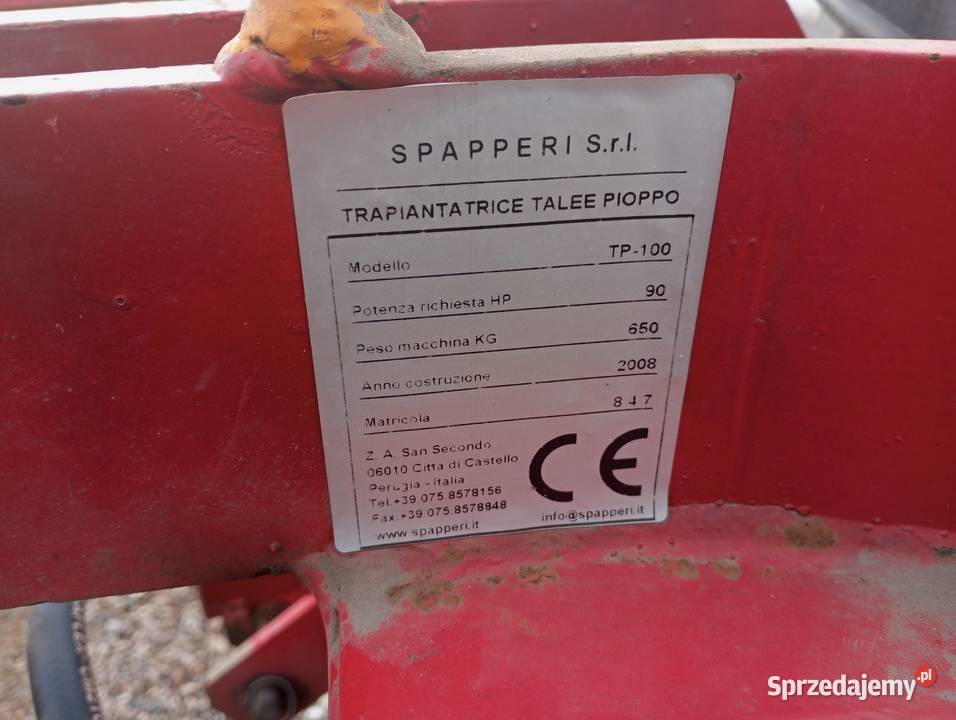 SPAPPERI S.r.l.
TRAPIANTATRICE TALEE PIOPPO
Modello TP-100
Potenza richiesta HP 90
Peso macchina KG 650
Anno costruzione 2008
Matricola 847
Z. A. San Secondo
06010 Citta di Castello
Perugia - Italia
Tel.+39.075.8578156
Fax.+39.075.8578848
www.spapperi.it info@spapperi.it
CE
Sprzedajemy.pl